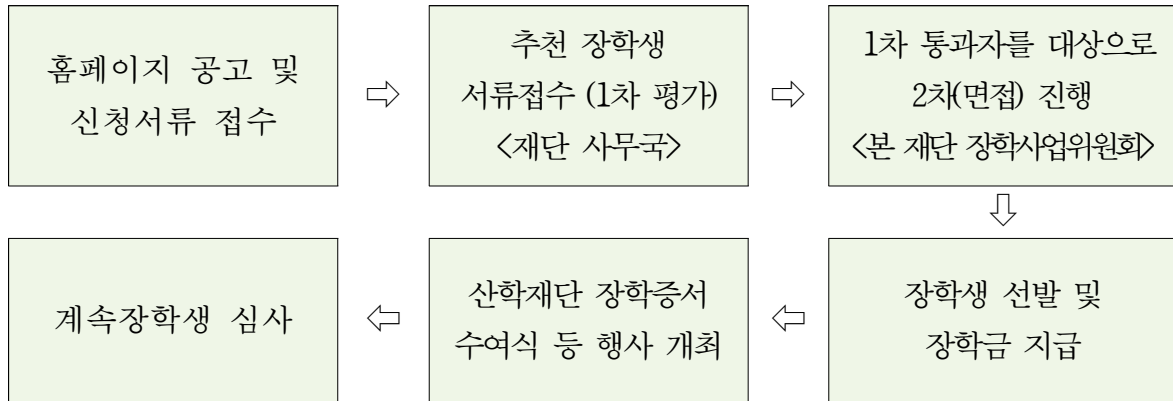 홈페이지 공고 및
신청서류 접수
⇨
추천 장학생
서류접수 (1차 평가)
<재단 사무국>
⇨
1차 통과자를 대상으로
2차(면접) 진행
<본 재단 장학사업위원회>
⇩
장학생 선발 및
장학금 지급
⇦
산학재단 장학증서
수여식 등 행사 개최
⇦
계속장학생 심사